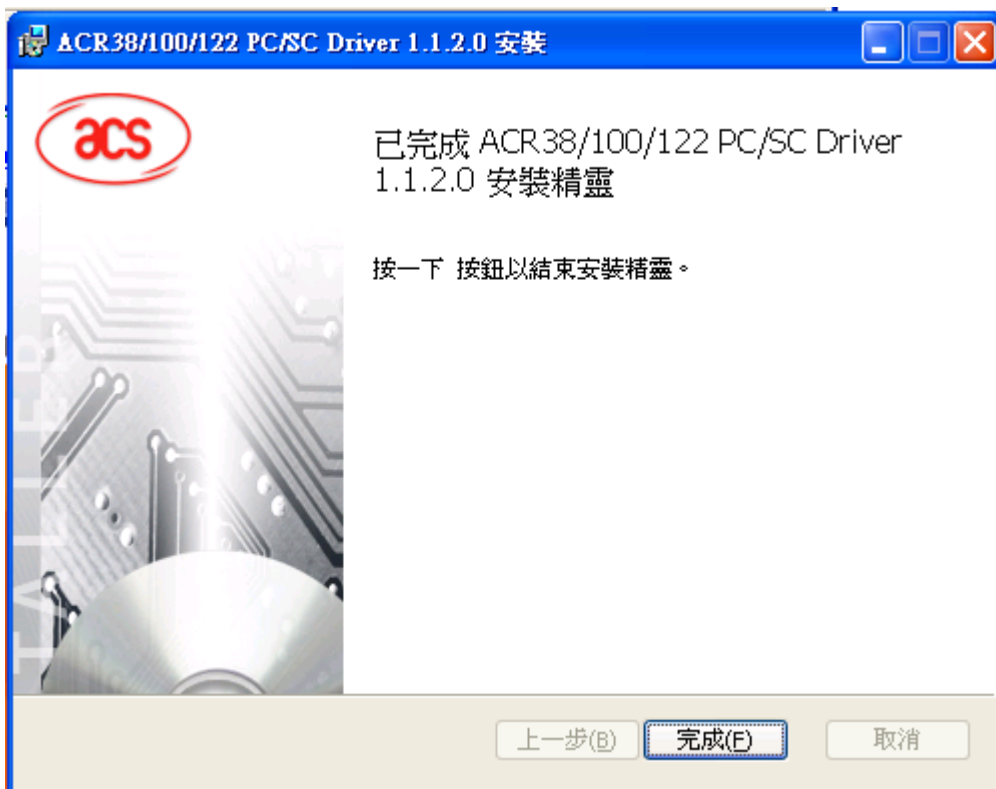 ACR38/100/122 PC/SC Driver 1.1.2.0 安裝
acs
已完成 ACR38/100/122 PC/SC Driver
1.1.2.0 安裝精靈
按一下 按鈕以結束安裝精靈。
上一步(B) 完成(F) 取消